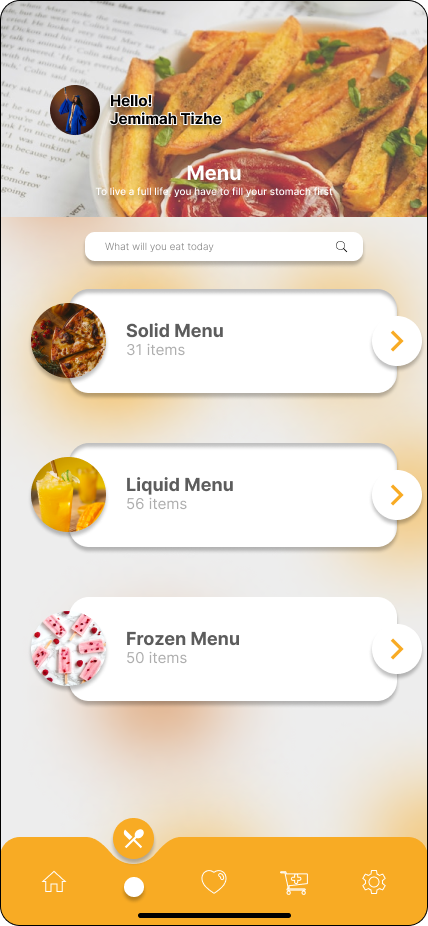 Hello!
Jemimah Tizhe
Menu
To live a full life, you have to fill your stomach first
What will you eat today
Solid Menu
31 items
Liquid Menu
56 items
Frozen Menu
50 items